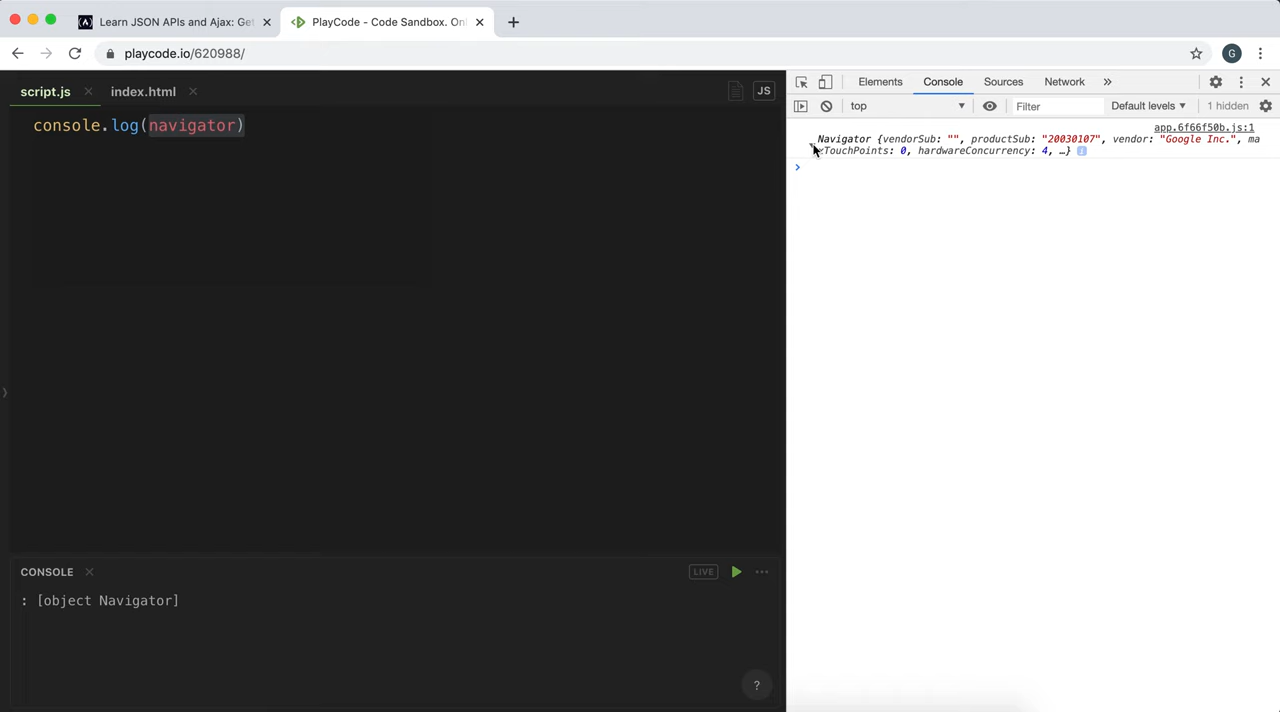 Learn JSON APIs and Ajax: Get
PlayCode - Code Sandbox. Onl
playcode.io/620988/
G
script.js
index.html
JS
console.log(navigator)
CONSOLE
LIVE
: [object Navigator]
?
Elements
Console
Sources
Network
»
top
Filter
Default levels
1 hidden
app.6f66f50b.js:1
Navigator {vendorSub: "", productSub: "20030107", vendor: "Google Inc.", ma
xTouchPoints: 0, hardwareConcurrency: 4, …} i